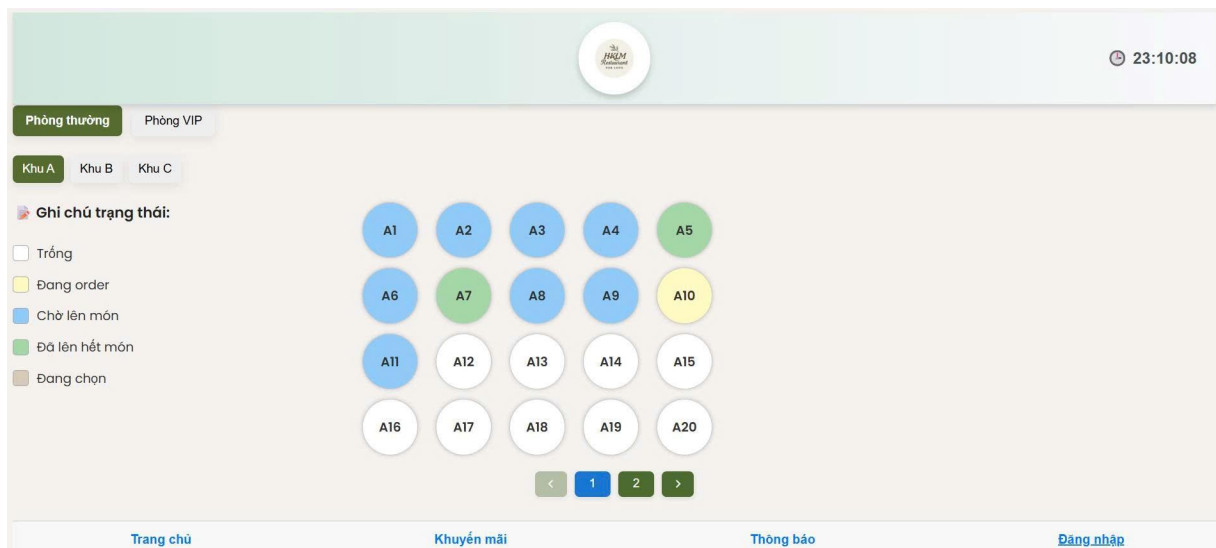 HKLM
Restaurant
23:10:08
Phòng thường Phòng VIP
Khu A Khu B Khu C
Ghi chú trạng thái:
Trống
Đang order
Chờ lên món
Đã lên hết món
Đang chọn
A1 A2 A3 A4 A5
A6 A7 A8 A9 A10
A11 A12 A13 A14 A15
A16 A17 A18 A19 A20
< 1 2 >
Trang chủ Khuyến mãi Thông báo Đăng nhập